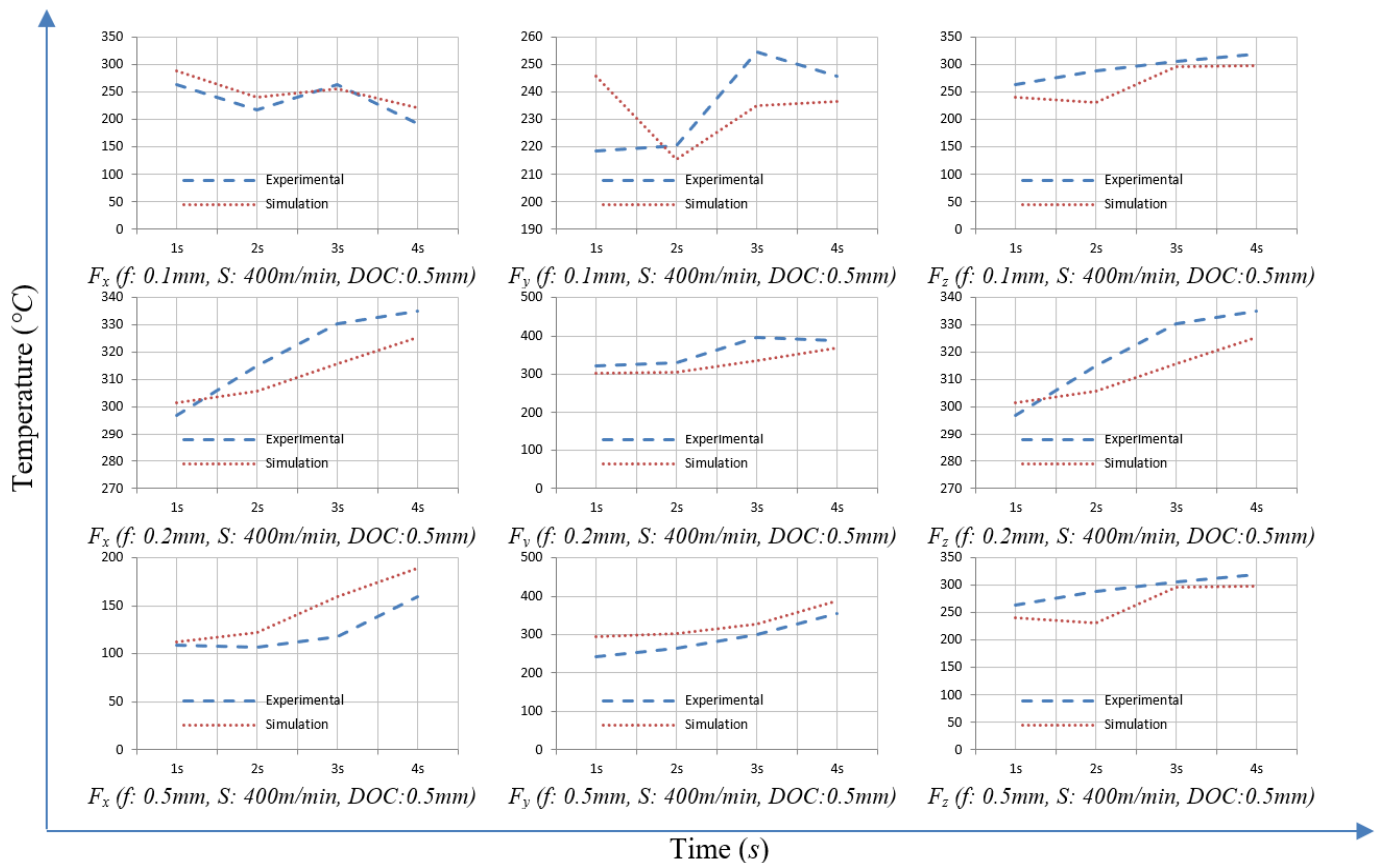 Temperature (°C)
350
300
250
200
150
100
50
0
Experimental
Simulation
1s 2s 3s 4s
Fx (f: 0.1mm, S: 400m/min, DOC:0.5mm)
260
250
240
230
220
210
200
190
Experimental
Simulation
1s 2s 3s 4s
Fy (f: 0.1mm, S: 400m/min, DOC:0.5mm)
350
300
250
200
150
100
50
0
Experimental
Simulation
1s 2s 3s 4s
Fz (f: 0.1mm, S: 400m/min, DOC:0.5mm)
340
330
320
310
300
290
280
270
Experimental
Simulation
1s 2s 3s 4s
Fx (f: 0.2mm, S: 400m/min, DOC:0.5mm)
500
400
300
200
100
0
Experimental
Simulation
1s 2s 3s 4s
Fy (f: 0.2mm, S: 400m/min, DOC:0.5mm)
340
330
320
310
300
290
280
270
Experimental
Simulation
1s 2s 3s 4s
Fz (f: 0.2mm, S: 400m/min, DOC:0.5mm)
200
150
100
50
0
Experimental
Simulation
1s 2s 3s 4s
Fx (f: 0.5mm, S: 400m/min, DOC:0.5mm)
500
400
300
200
100
0
Experimental
Simulation
1s 2s 3s 4s
Fy (f: 0.5mm, S: 400m/min, DOC:0.5mm)
350
300
250
200
150
100
50
0
Experimental
Simulation
1s 2s 3s 4s
Fz (f: 0.5mm, S: 400m/min, DOC:0.5mm)
Time (s)